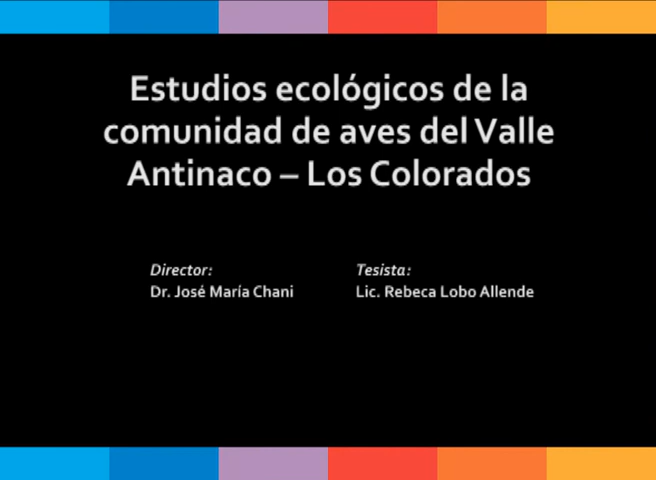 Estudios ecológicos de la
comunidad de aves del Valle
Antinaco – Los Colorados
Director: Tesista:
Dr. José María Chani Lic. Rebeca Lobo Allende